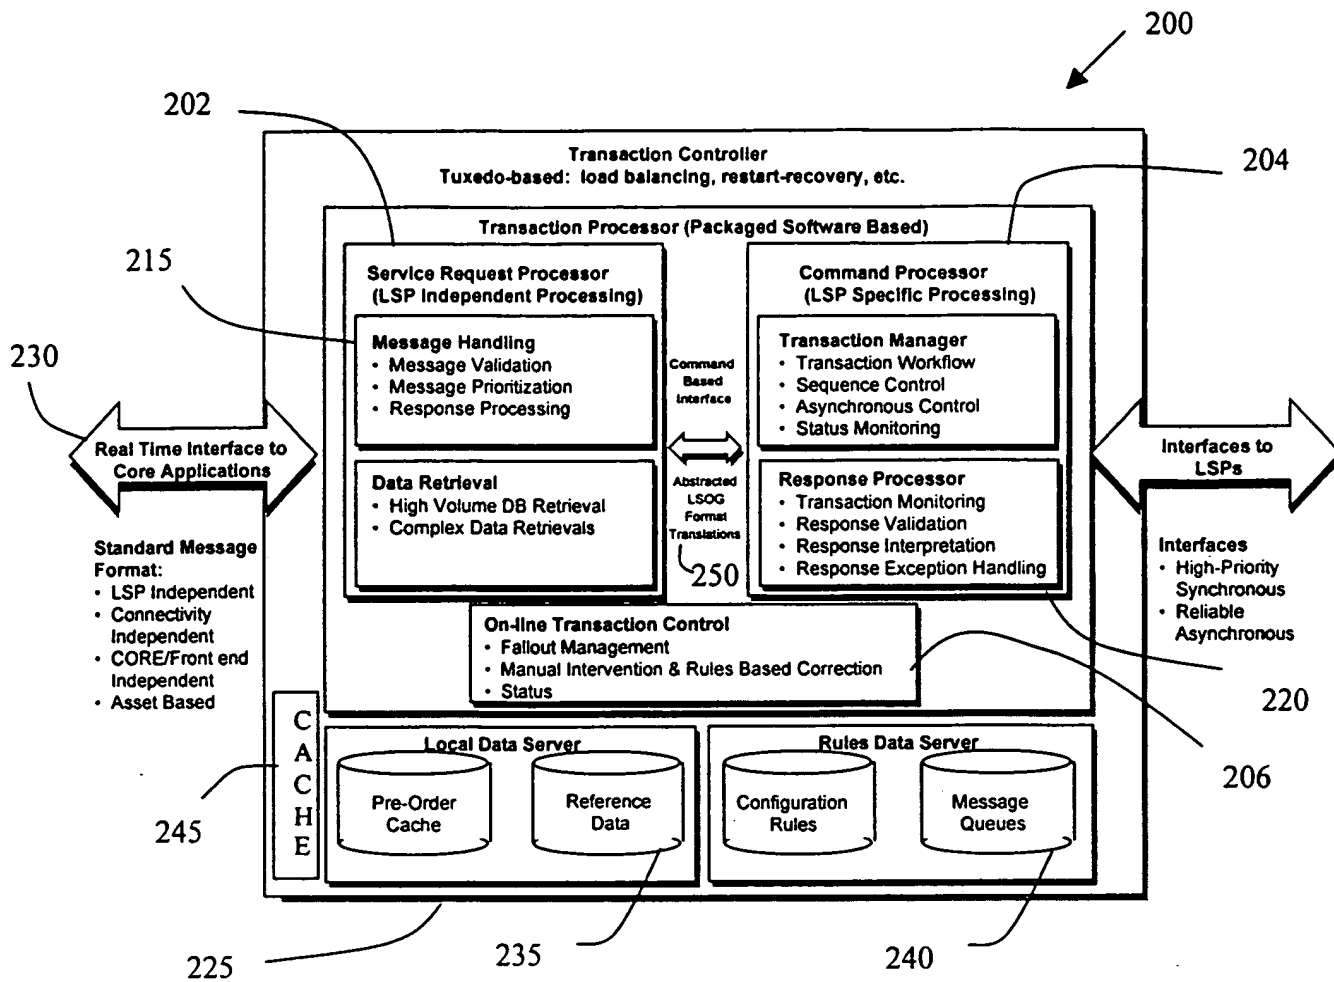 200
202
Transaction Controller
Tuxedo-based: load balancing, restart-recovery, etc.
204
Transaction Processor (Packaged Software Based)
215
Service Request Processor
(LSP Independent Processing)
Message Handling
• Message Validation
• Message Prioritization
• Response Processing
Data Retrieval
• High Volume DB Retrieval
• Complex Data Retrievals
Command
Based
Interface
Abstracted
LSOG
Format
Translations
250
Command Processor
(LSP Specific Processing)
Transaction Manager
• Transaction Workflow
• Sequence Control
• Asynchronous Control
• Status Monitoring
Response Processor
• Transaction Monitoring
• Response Validation
• Response Interpretation
• Response Exception Handling
230
Real Time Interface to
Core Applications
Standard Message
Format:
• LSP Independent
• Connectivity
Independent
• CORE/Front end
Independent
• Asset Based
Interfaces to
LSPs
Interfaces
• High-Priority
Synchronous
• Reliable
Asynchronous
On-line Transaction Control
• Fallout Management
• Manual Intervention & Rules Based Correction
• Status
220
206
CACHE
245
Local Data Server
Pre-Order
Cache
Reference
Data
Rules Data Server
Configuration
Rules
Message
Queues
225
235
240